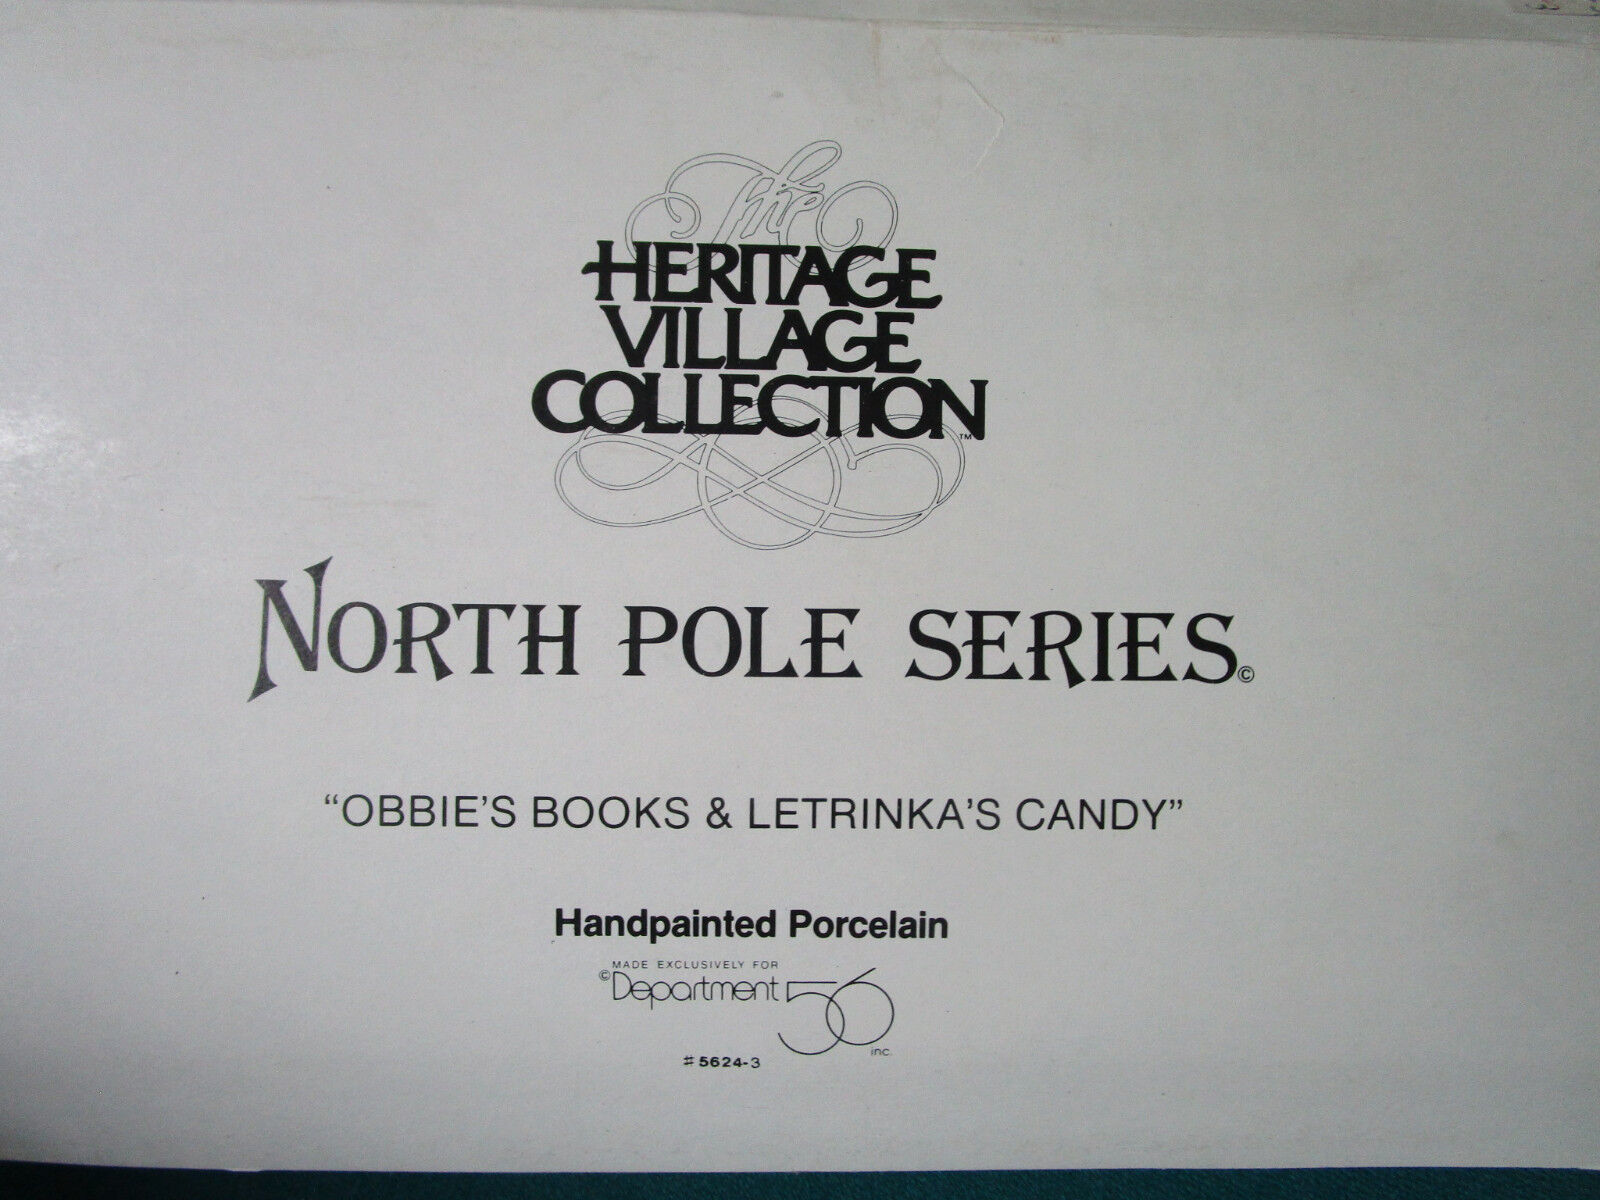 The
HERITAGE
VILLAGE
COLLECTION™
NORTH POLE SERIES©
“OBBIE’S BOOKS & LETRINKA’S CANDY”
Handpainted Porcelain
MADE EXCLUSIVELY FOR
©Department 56 inc.
#5624-3